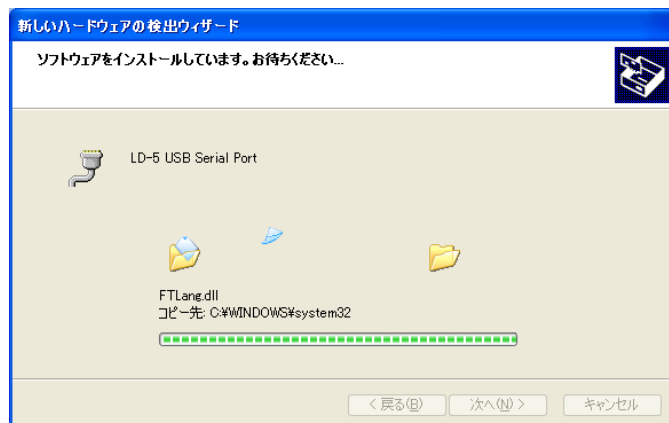 新しいハードウェアの検出ウィザード
ソフトウェアをインストールしています。お待ちください...
LD-5 USB Serial Port
FTLang.dll
コピー先: C:¥WINDOWS¥system32
< 戻る(B) 次へ(N) > キャンセル